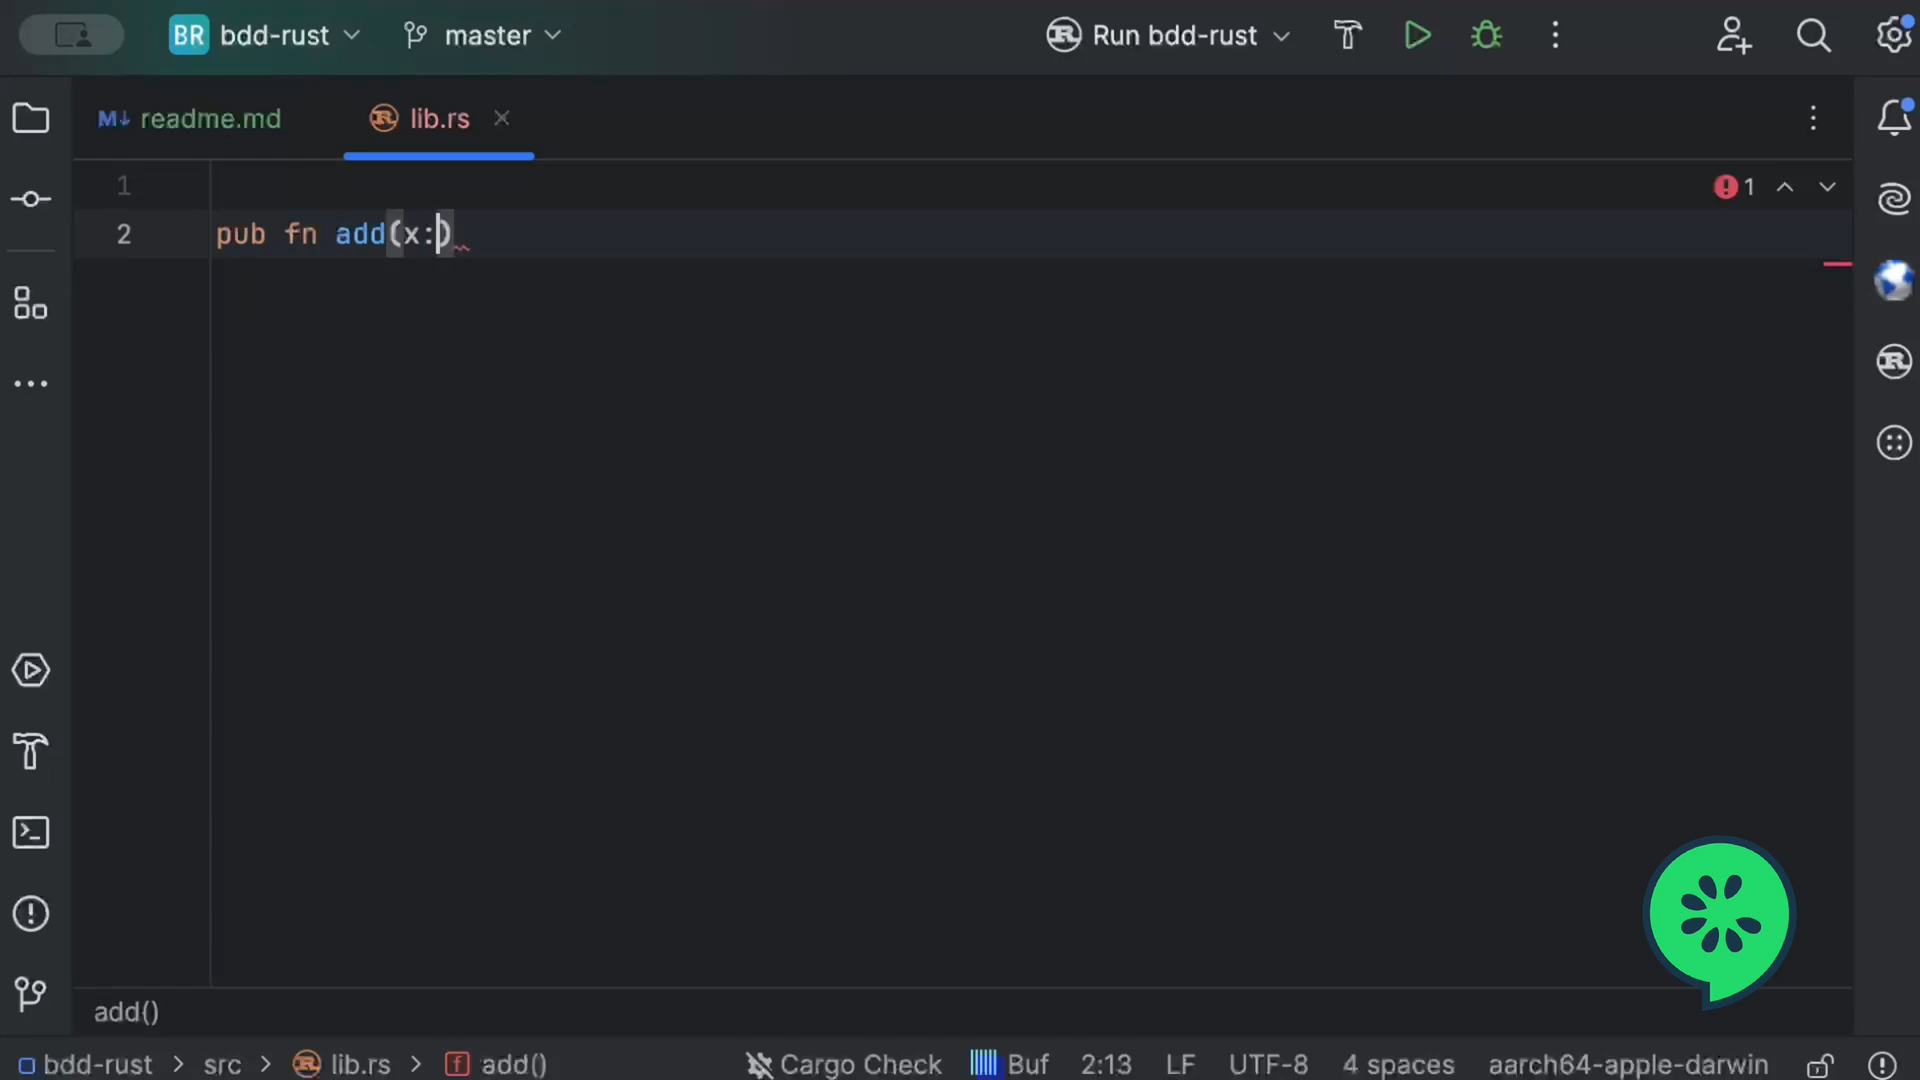 BR bdd-rust master Run bdd-rust
M↓ readme.md lib.rs
1 1
2 pub fn add(x:)
add()
bdd-rust > src > lib.rs > f add() Cargo Check Buf 2:13 LF UTF-8 4 spaces aarch64-apple-darwin